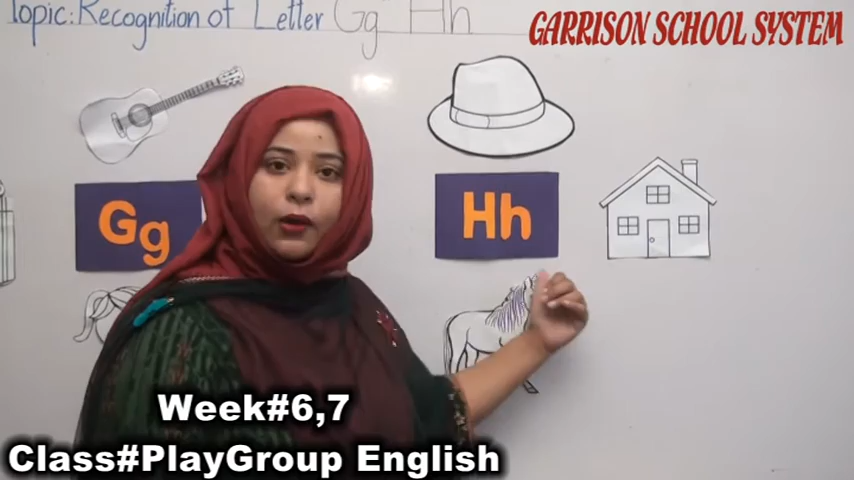 Topic: Recognition of Letter Gg Hh
GARRISON SCHOOL SYSTEM
Gg
Hh
Week#6,7
Class#PlayGroup English